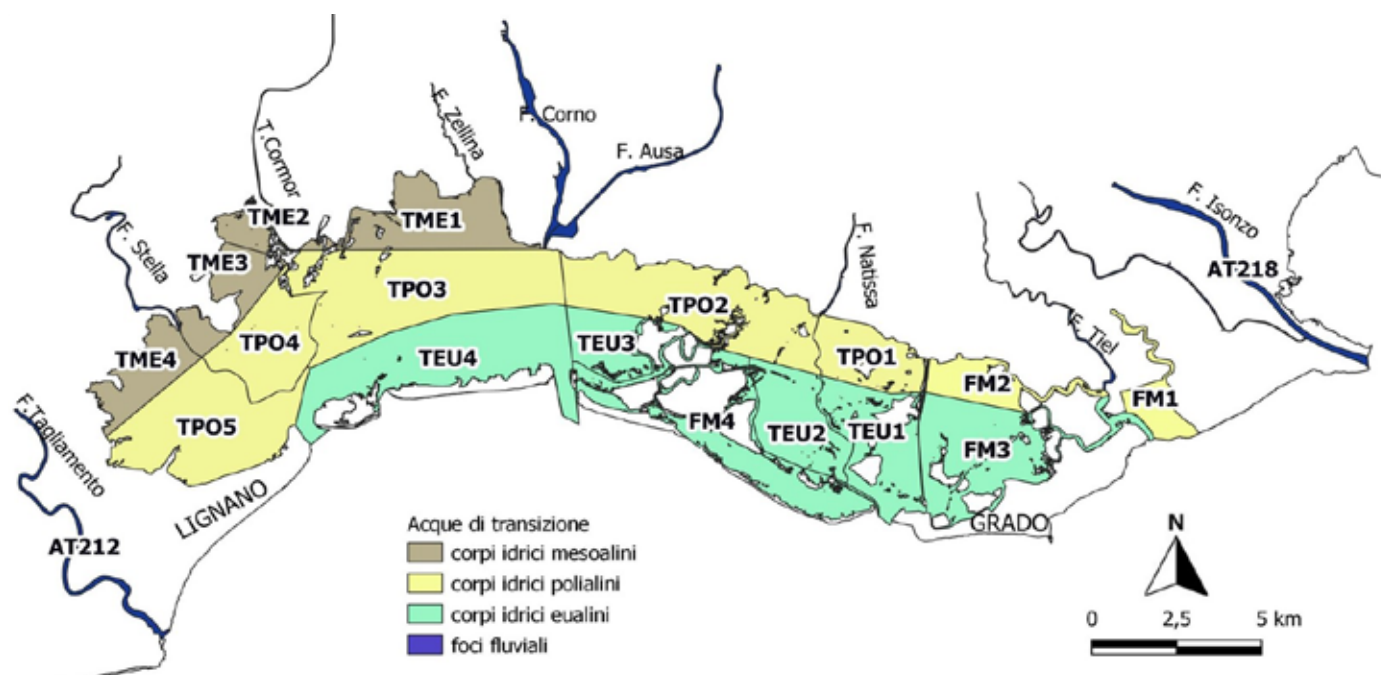 F. Corno
F. Zellina
T.Cormor
F. Ausa
F. Isonzo
TME2
TME1
F. Stella
F. Natissa
TME3
AT218
TPO3
TPO2
F. Tiel
TPO4
TME4
TEU3
TPO1
TEU4
FM2
FM1
F.Tagliamento
TPO5
FM4
TEU2
TEU1
FM3
LIGNANO
GRADO
AT212
Acque di transizione
corpi idrici mesoalini
corpi idrici polialini
corpi idrici eualini
foci fluviali
N
0 2,5 5 km